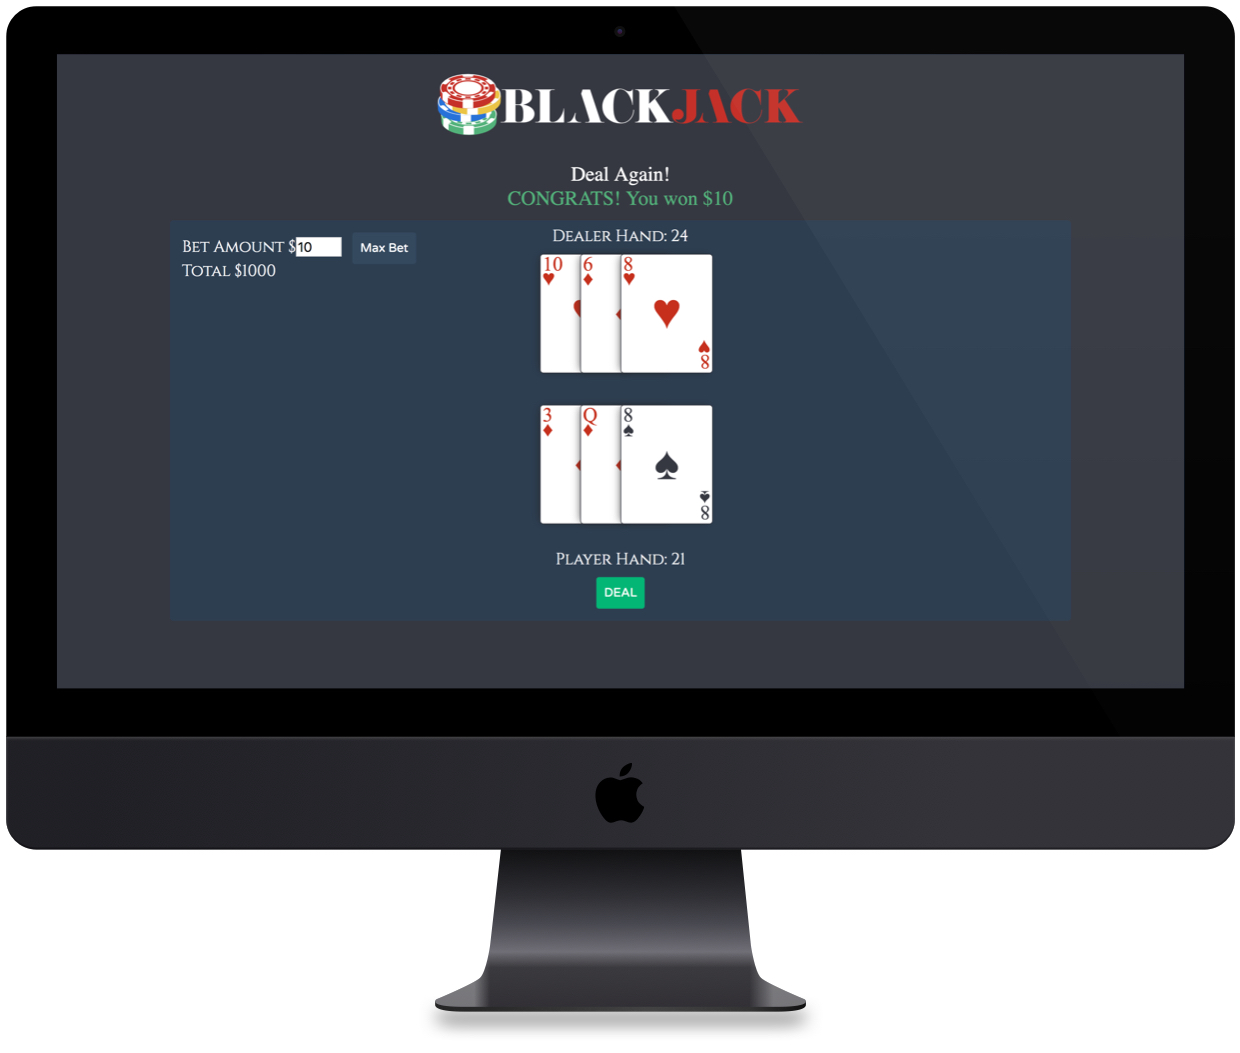 BLACKJACK
Deal Again!
CONGRATS! You won $10
Bet Amount $10 Max Bet
Total $1000
Dealer Hand: 24
10 6 8
8
3 Q 8
8
Player Hand: 21
DEAL